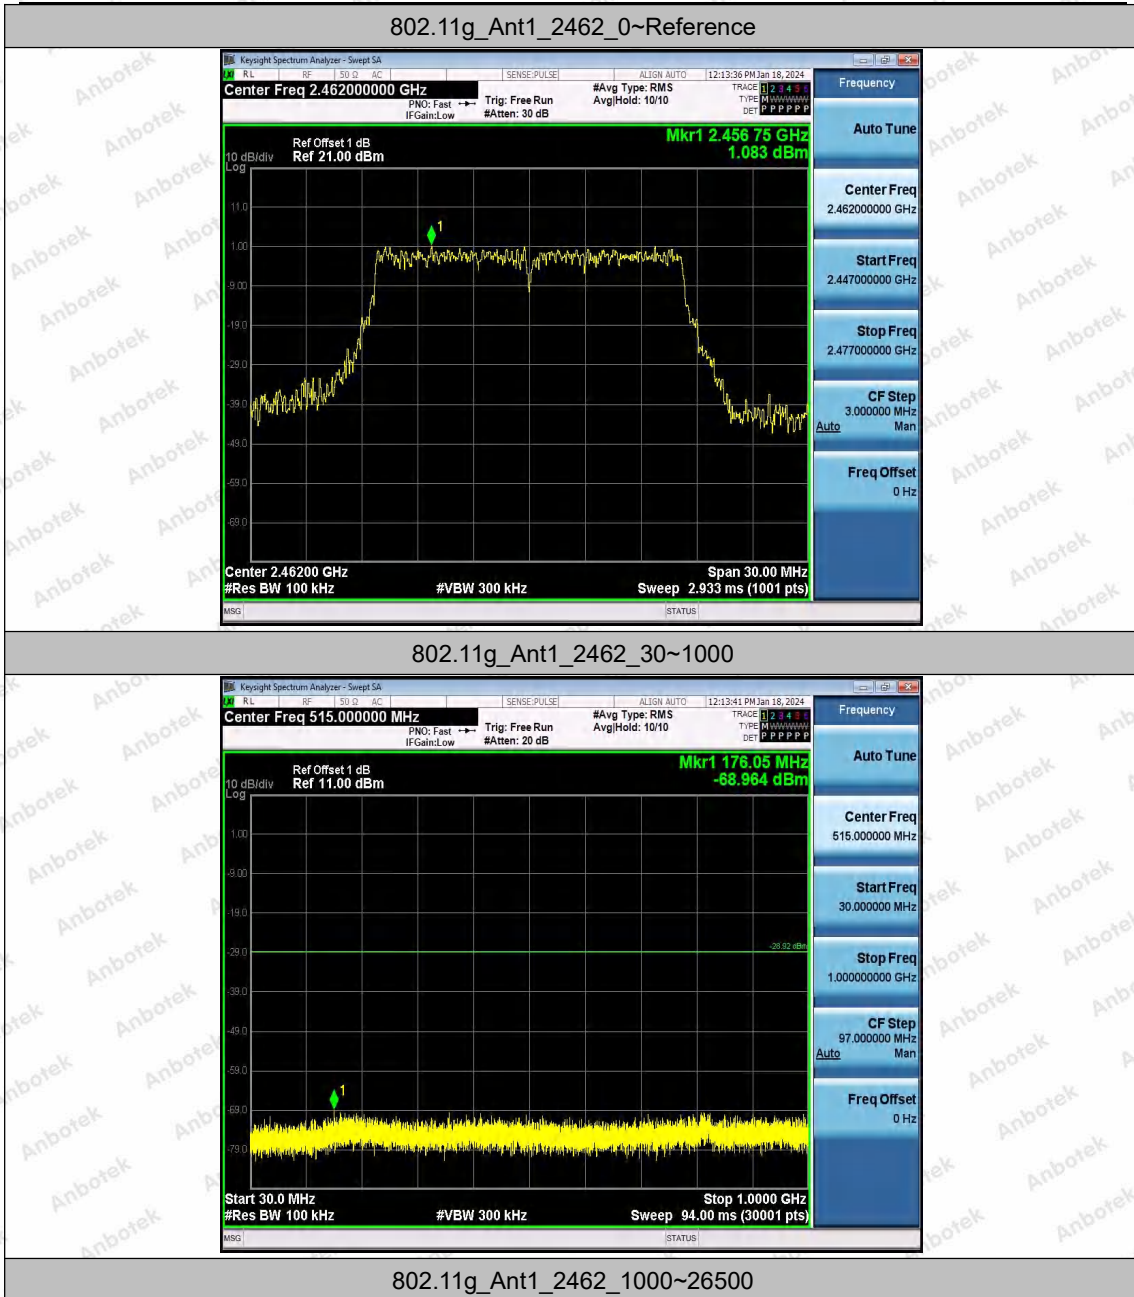 802.11g_Ant1_2462_0~Reference
Keysight Spectrum Analyzer - Swept SA
RL RF 50 Ω AC SENSE:PULSE ALIGN AUTO 12:13:36 PM Jan 18, 2024
Center Freq 2.462000000 GHz
PNO: Fast
IFGain:Low
Trig: Free Run
#Atten: 30 dB
#Avg Type: RMS
Avg|Hold: 10/10
TRACE 1 2 3 4 5 6
TYPE M WWWWW
DET P P P P P P
Ref Offset 1 dB
10 dB/div Ref 21.00 dBm
Log
Mkr1 2.456 75 GHz
1.083 dBm
1
11.0
1.00
-9.00
-19.0
-29.0
-39.0
-49.0
-59.0
-69.0
Center 2.46200 GHz Span 30.00 MHz
#Res BW 100 kHz #VBW 300 kHz Sweep 2.933 ms (1001 pts)
MSG STATUS
Frequency
Auto Tune
Center Freq
2.462000000 GHz
Start Freq
2.447000000 GHz
Stop Freq
2.477000000 GHz
CF Step
3.000000 MHz
Auto Man
Freq Offset
0 Hz
802.11g_Ant1_2462_30~1000
Keysight Spectrum Analyzer - Swept SA
RL RF 50 Ω AC SENSE:PULSE ALIGN AUTO 12:13:41 PM Jan 18, 2024
Center Freq 515.000000 MHz
PNO: Fast
IFGain:Low
Trig: Free Run
#Atten: 20 dB
#Avg Type: RMS
Avg|Hold: 10/10
TRACE 1 2 3 4 5 6
TYPE M WWWWW
DET P P P P P P
Ref Offset 1 dB
10 dB/div Ref 11.00 dBm
Log
Mkr1 176.05 MHz
-68.964 dBm
1.00
-9.00
-19.0
-29.0
-28.92 dBm
-39.0
-49.0
-59.0
1
-69.0
-79.0
Start 30.0 MHz Stop 1.0000 GHz
#Res BW 100 kHz #VBW 300 kHz Sweep 94.00 ms (30001 pts)
MSG STATUS
Frequency
Auto Tune
Center Freq
515.000000 MHz
Start Freq
30.000000 MHz
Stop Freq
1.000000000 GHz
CF Step
97.000000 MHz
Auto Man
Freq Offset
0 Hz
802.11g_Ant1_2462_1000~26500
Anbotek